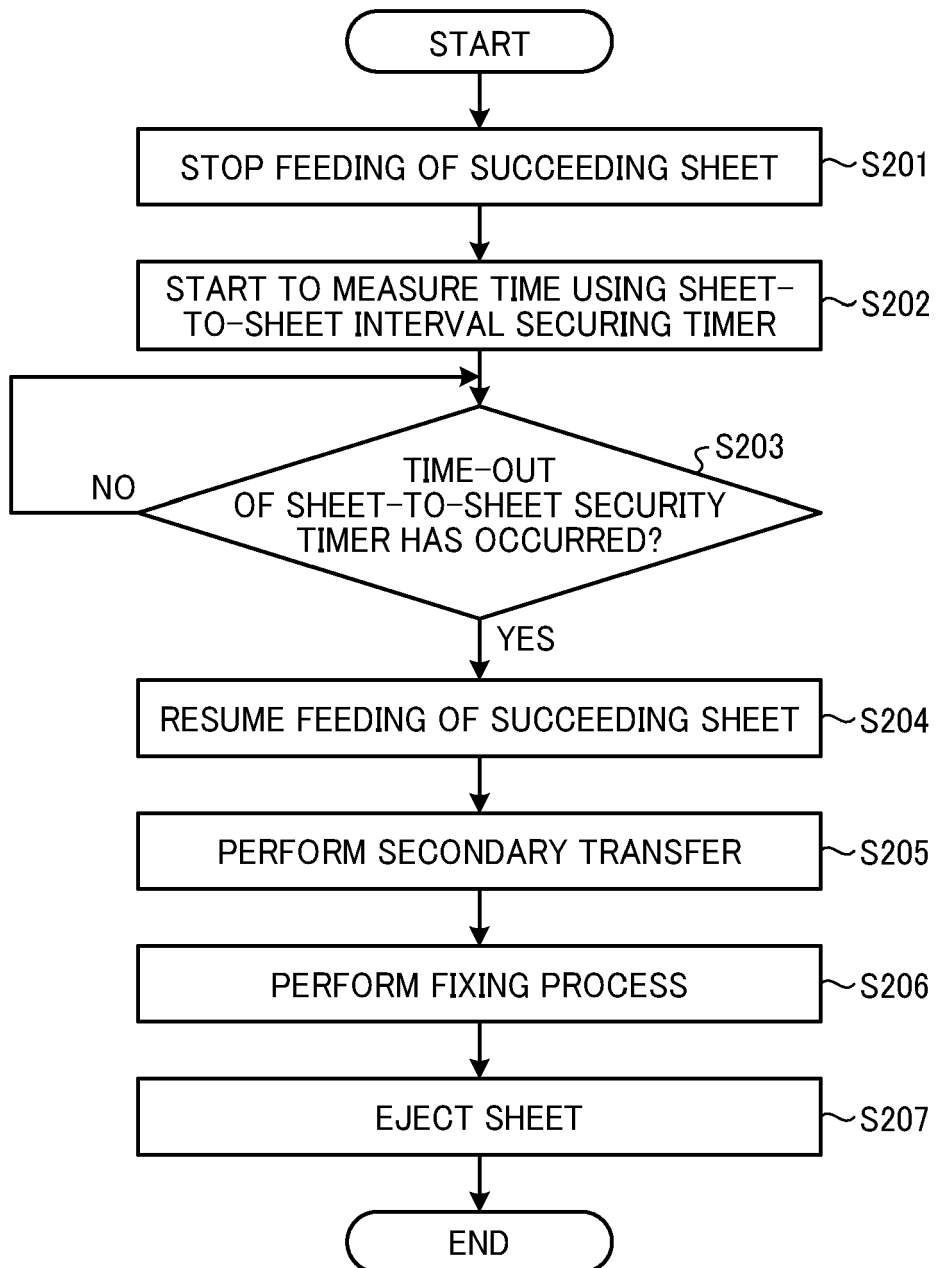 START
STOP FEEDING OF SUCCEEDING SHEET
S201
START TO MEASURE TIME USING SHEET-
TO-SHEET INTERVAL SECURING TIMER
S202
S203
TIME-OUT
OF SHEET-TO-SHEET SECURITY
TIMER HAS OCCURRED?
NO
YES
RESUME FEEDING OF SUCCEEDING SHEET
S204
PERFORM SECONDARY TRANSFER
S205
PERFORM FIXING PROCESS
S206
EJECT SHEET
S207
END